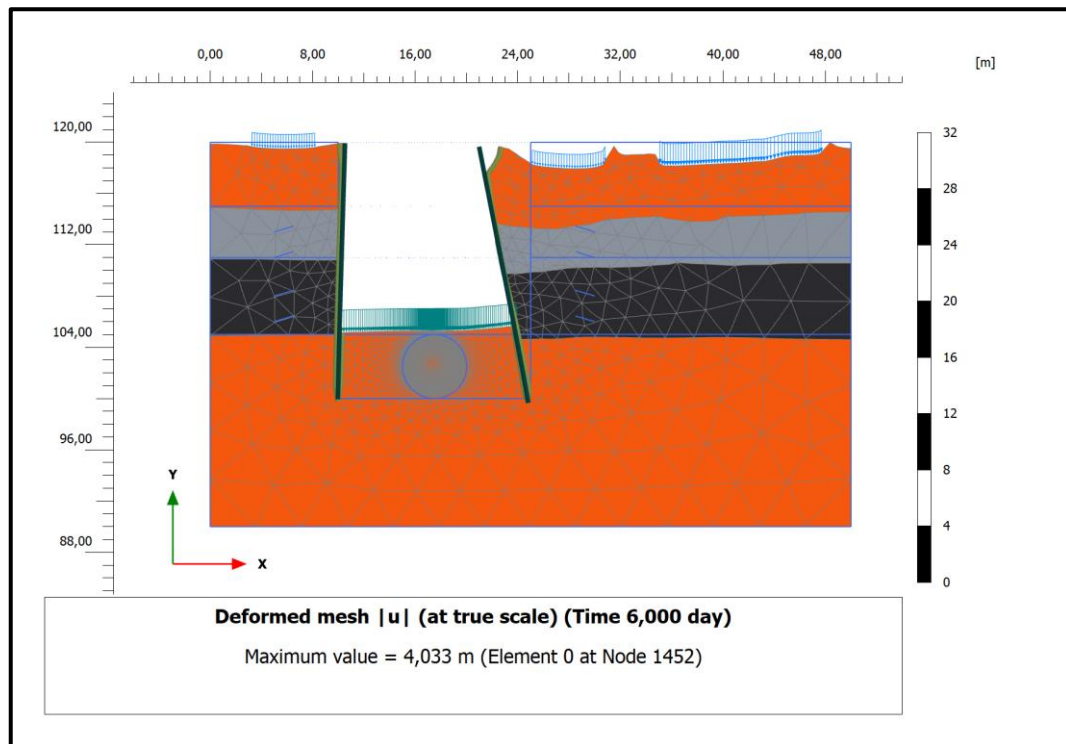 0,00 8,00 16,00 24,00 32,00 40,00 48,00
[m]
120,00
112,00
104,00
96,00
88,00
32
28
24
20
16
12
8
4
0
Y
X
Deformed mesh |u| (at true scale) (Time 6,000 day)
Maximum value = 4,033 m (Element 0 at Node 1452)